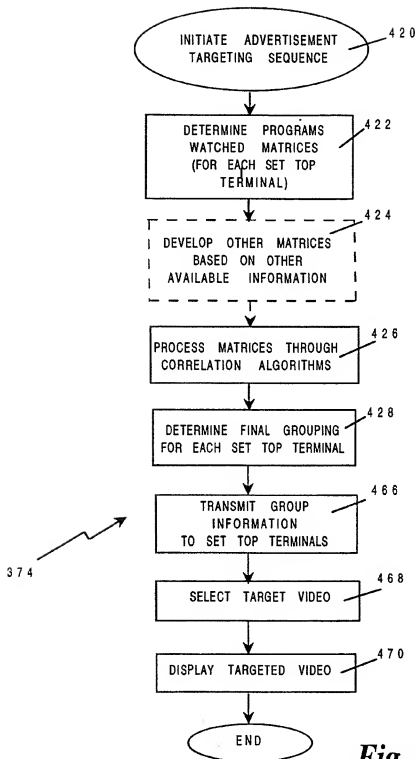 INITIATE ADVERTISEMENT
TARGETING SEQUENCE
420
DETERMINE PROGRAMS
WATCHED MATRICES
(FOR EACH SET TOP
TERMINAL)
422
DEVELOP OTHER MATRICES
BASED ON OTHER
AVAILABLE INFORMATION
424
PROCESS MATRICES THROUGH
CORRELATION ALGORITHMS
426
DETERMINE FINAL GROUPING
FOR EACH SET TOP TERMINAL
428
TRANSMIT GROUP
INFORMATION
TO SET TOP TERMINALS
466
374
SELECT TARGET VIDEO
468
DISPLAY TARGETED VIDEO
470
END
Fig